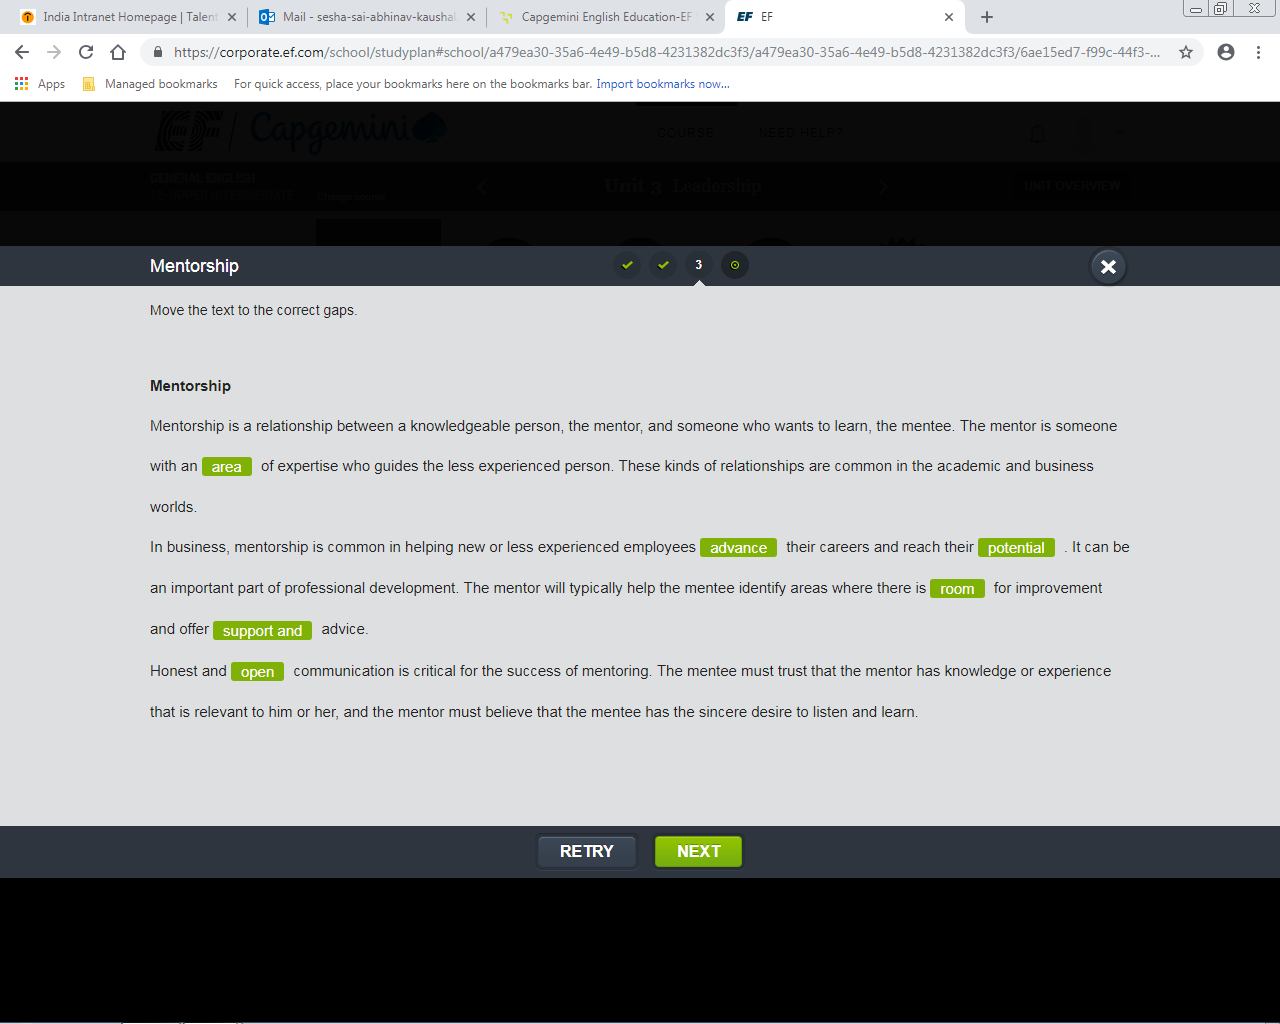 India Intranet Homepage | Talent
Mail - sesha-sai-abhinav-kaushal
Capgemini English Education-EF
EF EF
https://corporate.ef.com/school/studyplan#school/a479ea30-35a6-4e49-b5d8-4231382dc3f3/a479ea30-35a6-4e49-b5d8-4231382dc3f3/6ae15ed7-f99c-44f3-...
Apps Managed bookmarks For quick access, place your bookmarks here on the bookmarks bar. Import bookmarks now...
EF | Capgemini COURSE NEED HELP?
GENERAL ENGLISH
Unit 3 Leadership UNIT OVERVIEW
Mentorship 3
Move the text to the correct gaps.
Mentorship
Mentorship is a relationship between a knowledgeable person, the mentor, and someone who wants to learn, the mentee. The mentor is someone
with an area of expertise who guides the less experienced person. These kinds of relationships are common in the academic and business
worlds.
In business, mentorship is common in helping new or less experienced employees advance their careers and reach their potential . It can be
an important part of professional development. The mentor will typically help the mentee identify areas where there is room for improvement
and offer support and advice.
Honest and open communication is critical for the success of mentoring. The mentee must trust that the mentor has knowledge or experience
that is relevant to him or her, and the mentor must believe that the mentee has the sincere desire to listen and learn.
RETRY NEXT